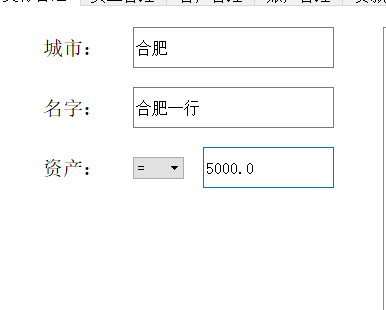 城市： 合肥
名字： 合肥一行
资产： = 5000.0